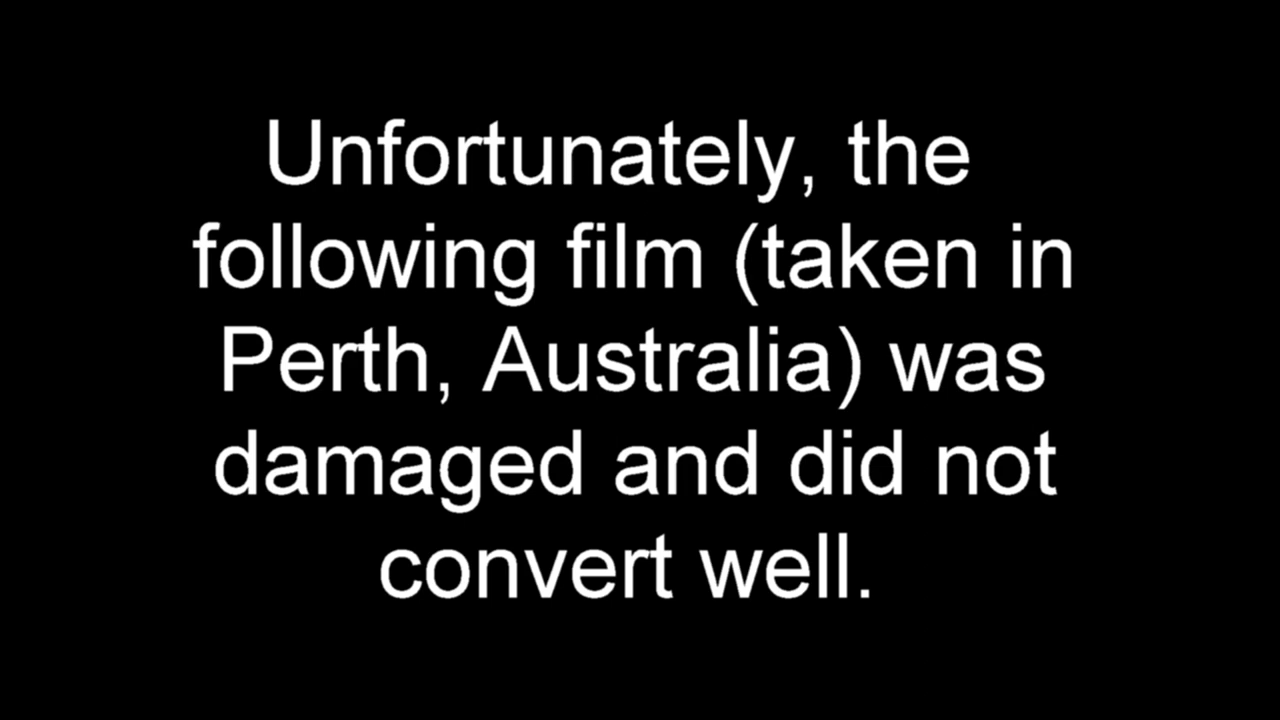 Unfortunately, the
following film (taken in
Perth, Australia) was
damaged and did not
convert well.